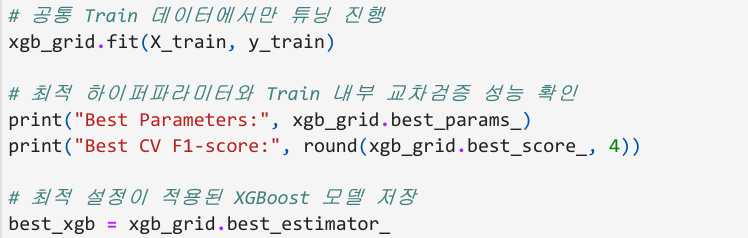 # 공통 Train 데이터에서만 튜닝 진행
xgb_grid.fit(X_train, y_train)
# 최적 하이퍼파라미터와 Train 내부 교차검증 성능 확인
print("Best Parameters:", xgb_grid.best_params_)
print("Best CV F1-score:", round(xgb_grid.best_score_, 4))
# 최적 설정이 적용된 XGBoost 모델 저장
best_xgb = xgb_grid.best_estimator_